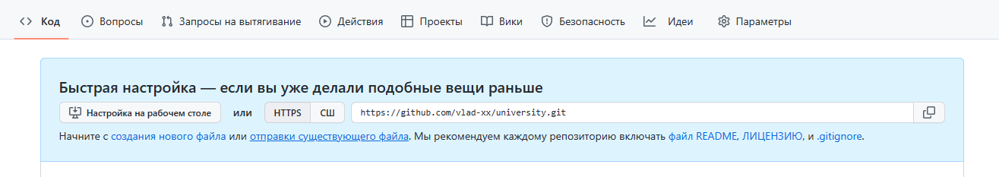 Код Вопросы Запросы на вытягивание Действия Проекты Вики Безопасность Идеи Параметры
Быстрая настройка — если вы уже делали подобные вещи раньше
Настройка на рабочем столе или HTTPS СШ https://github.com/vlad-xx/university.git
Начните с создания нового файла или отправки существующего файла. Мы рекомендуем каждому репозиторию включать файл README, ЛИЦЕНЗИЮ, и .gitignore.